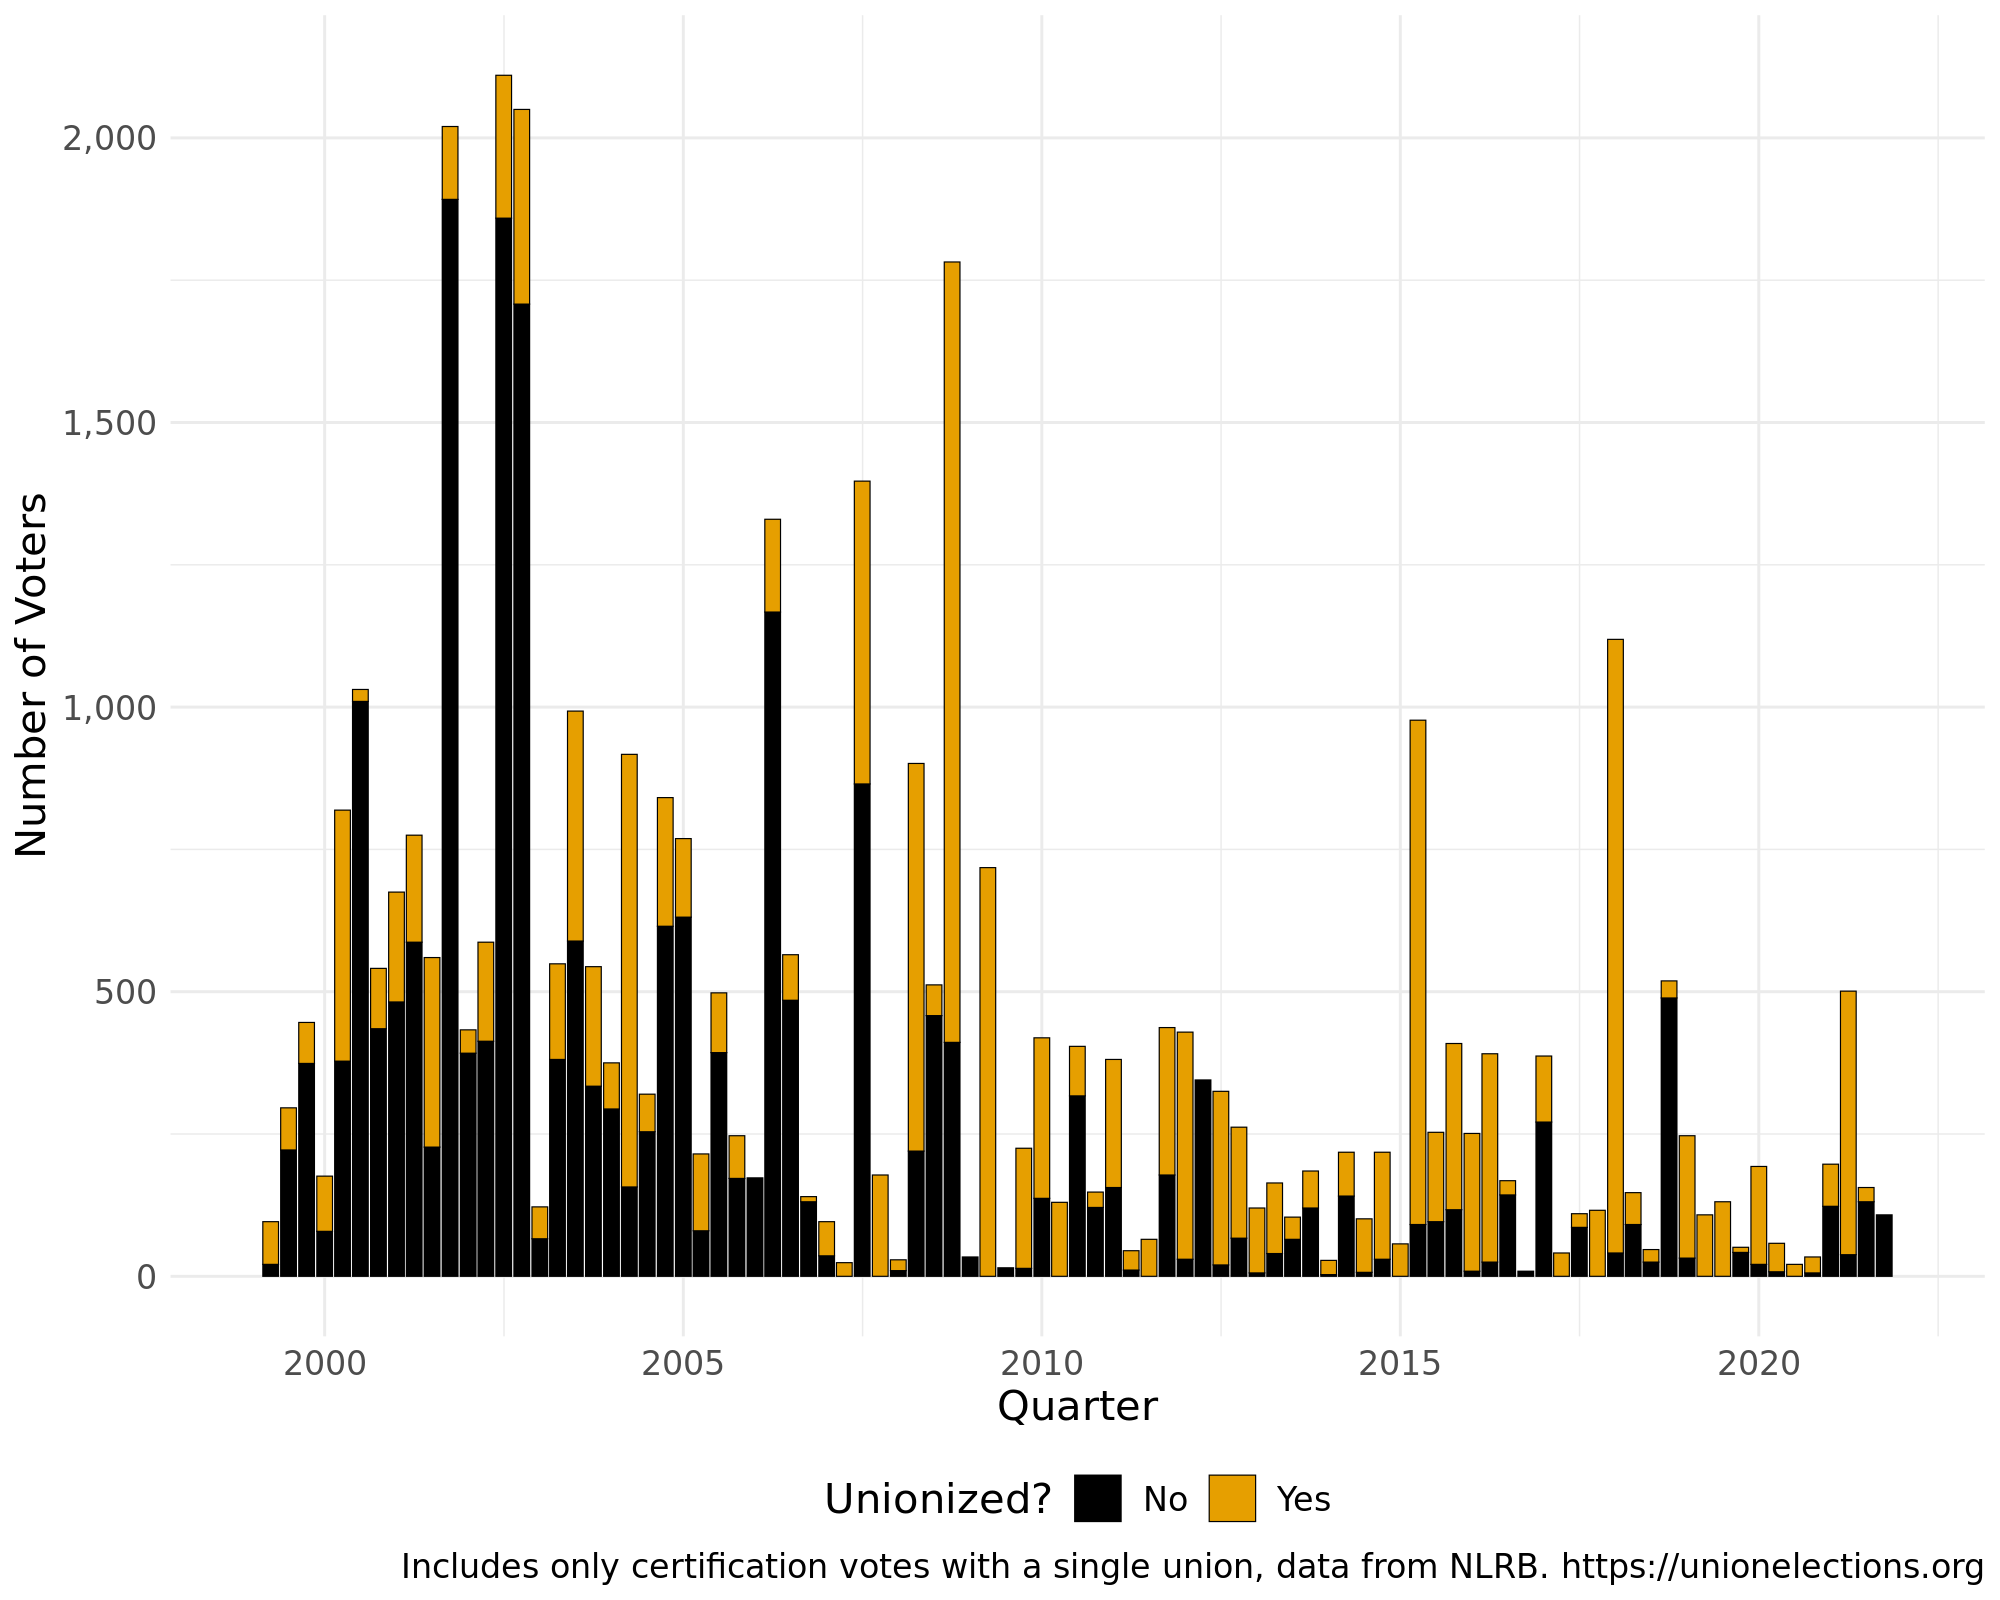 Number of Voters
2,000
1,500
1,000
500
0
2000 2005 2010 2015 2020
Quarter
Unionized? No Yes
Includes only certification votes with a single union, data from NLRB. https://unionelections.org